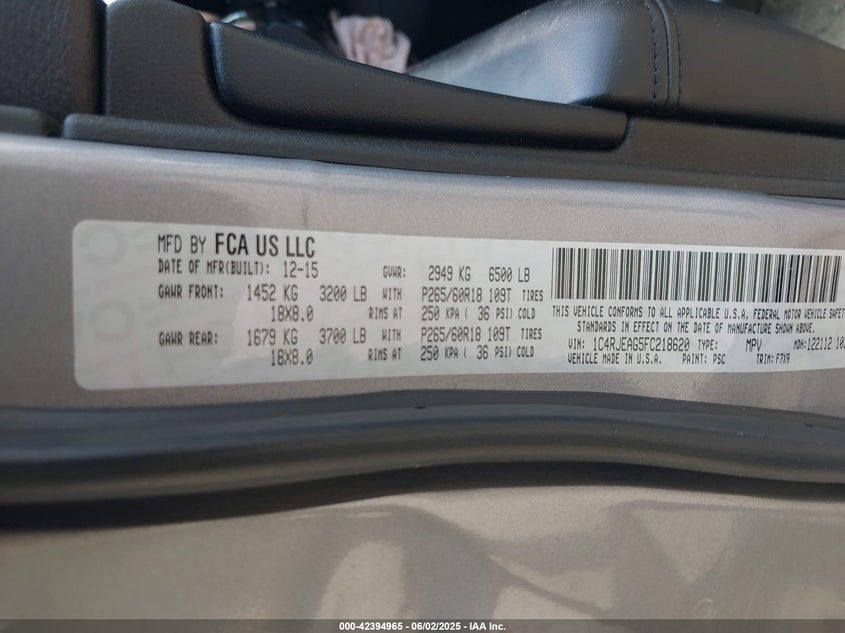 MFD BY FCA US LLC
DATE OF MFR(BUILT): 12-15 GVWR: 2949 KG 6500 LB
GAWR FRONT: 1452 KG 3200 LB WITH P265/60R18 109T TIRES
18X8.0 RIMS AT 250 KPA ( 36 PSI) COLD
GAWR REAR: 1679 KG 3700 LB WITH P265/60R18 109T TIRES
18X8.0 RIMS AT 250 KPA ( 36 PSI) COLD
THIS VEHICLE CONFORMS TO ALL APPLICABLE U.S.A. FEDERAL MOTOR VEHICLE SAFET
STANDARDS IN EFFECT ON THE DATE OF MANUFACTURE SHOWN ABOVE.
VIN: 1C4RJEAG5FC218620 TYPE: MPV MDH:122112 102
VEHICLE MADE IN U.S.A. PAINT: PSC TRIM: F7X9
000-42394965 - 06/02/2025 - IAA Inc.